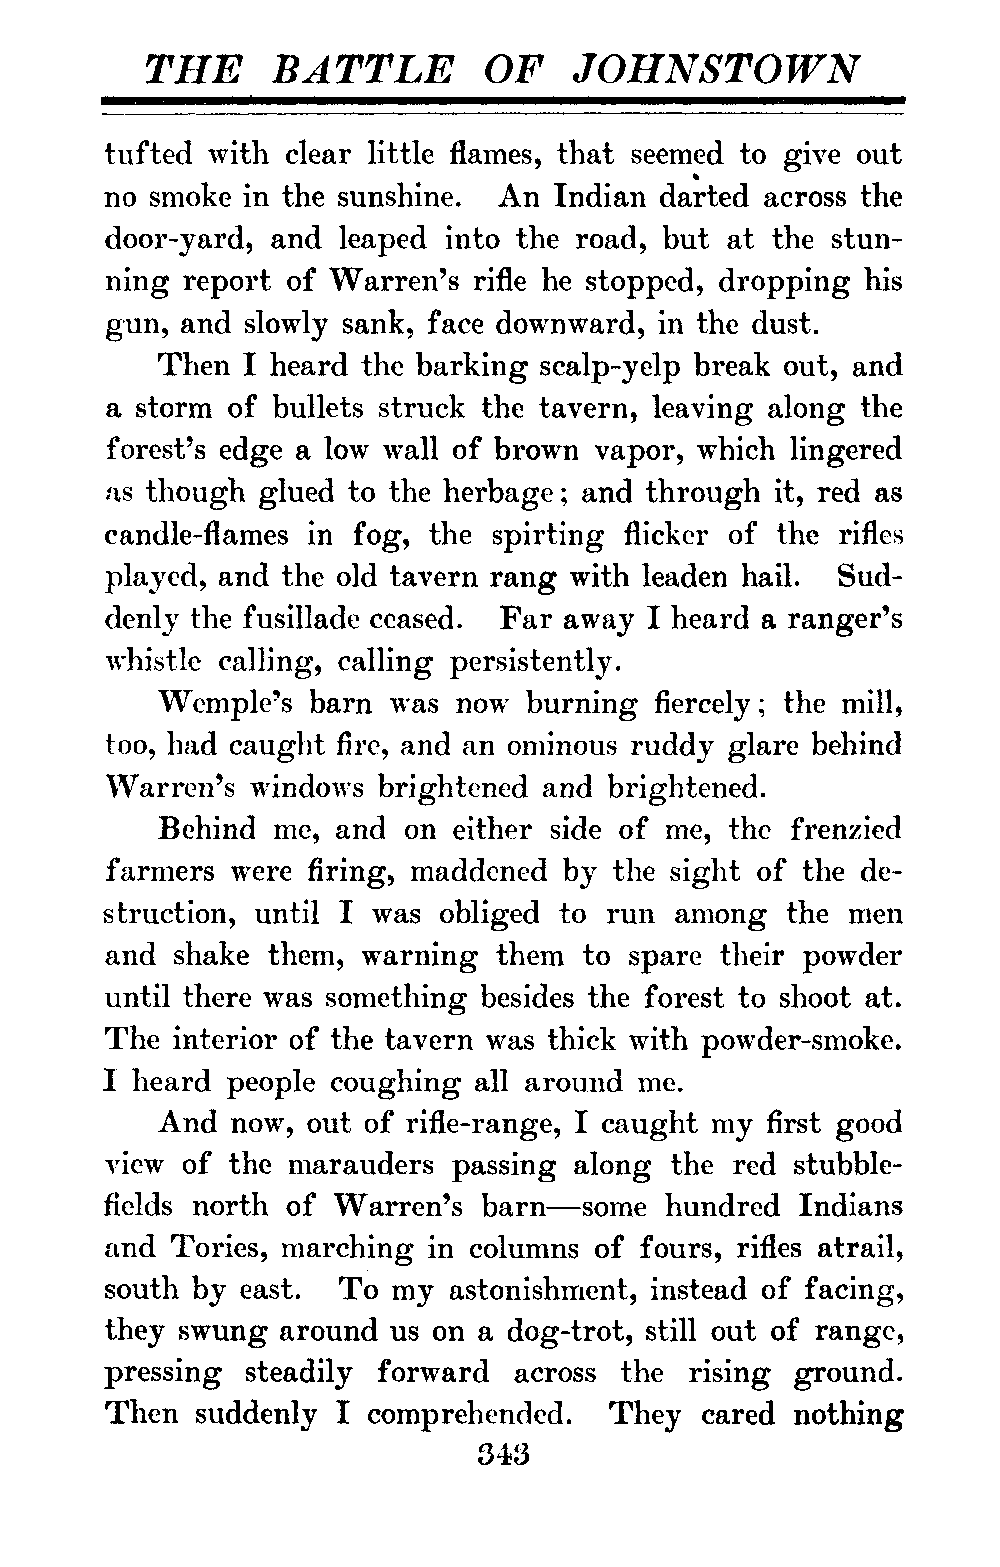 THE BATTLE OF JOHNSTOWN
tufted with clear little flames, that seemed to give out
no smoke in the sunshine. An Indian darted across the
door-yard, and leaped into the road, but at the stun-
ning report of Warren's rifle he stopped, dropping his
gun, and slowly sank, face downward, in the dust.
Then I heard the barking scalp-yelp break out, and
a storm of bullets struck the tavern, leaving along the
forest's edge a low wall of brown vapor, which lingered
as though glued to the herbage; and through it, red as
candle-flames in fog, the spirting flicker of the rifles
played, and the old tavern rang with leaden hail. Sud-
denly the fusillade ceased. Far away I heard a ranger's
whistle calling, calling persistently.
Wemple's barn was now burning fiercely; the mill,
too, had caught fire, and an ominous ruddy glare behind
Warren's windows brightened and brightened.
Behind me, and on either side of me, the frenzied
farmers were firing, maddened by the sight of the de-
struction, until I was obliged to run among the men
and shake them, warning them to spare their powder
until there was something besides the forest to shoot at.
The interior of the tavern was thick with powder-smoke.
I heard people coughing all around me.
And now, out of rifle-range, I caught my first good
view of the marauders passing along the red stubble-
fields north of Warren's barn—some hundred Indians
and Tories, marching in columns of fours, rifles atrail,
south by east. To my astonishment, instead of facing,
they swung around us on a dog-trot, still out of range,
pressing steadily forward across the rising ground.
Then suddenly I comprehended. They cared nothing
343